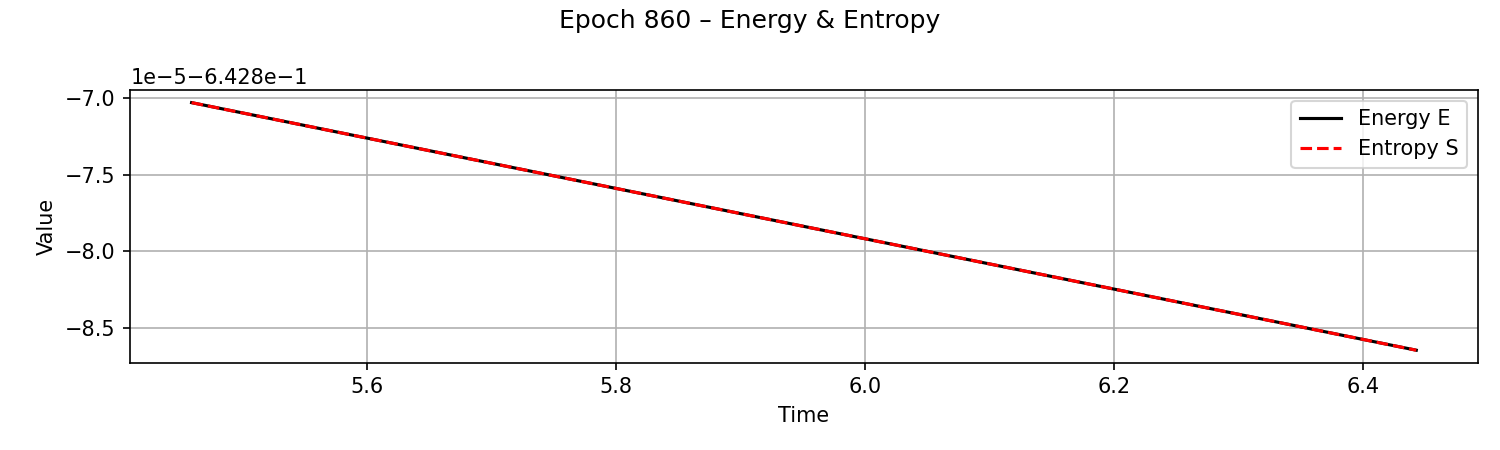 Epoch 860 – Energy & Entropy
1e−5−6.428e−1
−7.0
−7.5
−8.0
−8.5
Value
Energy E
Entropy S
5.6
5.8
6.0
6.2
6.4
Time